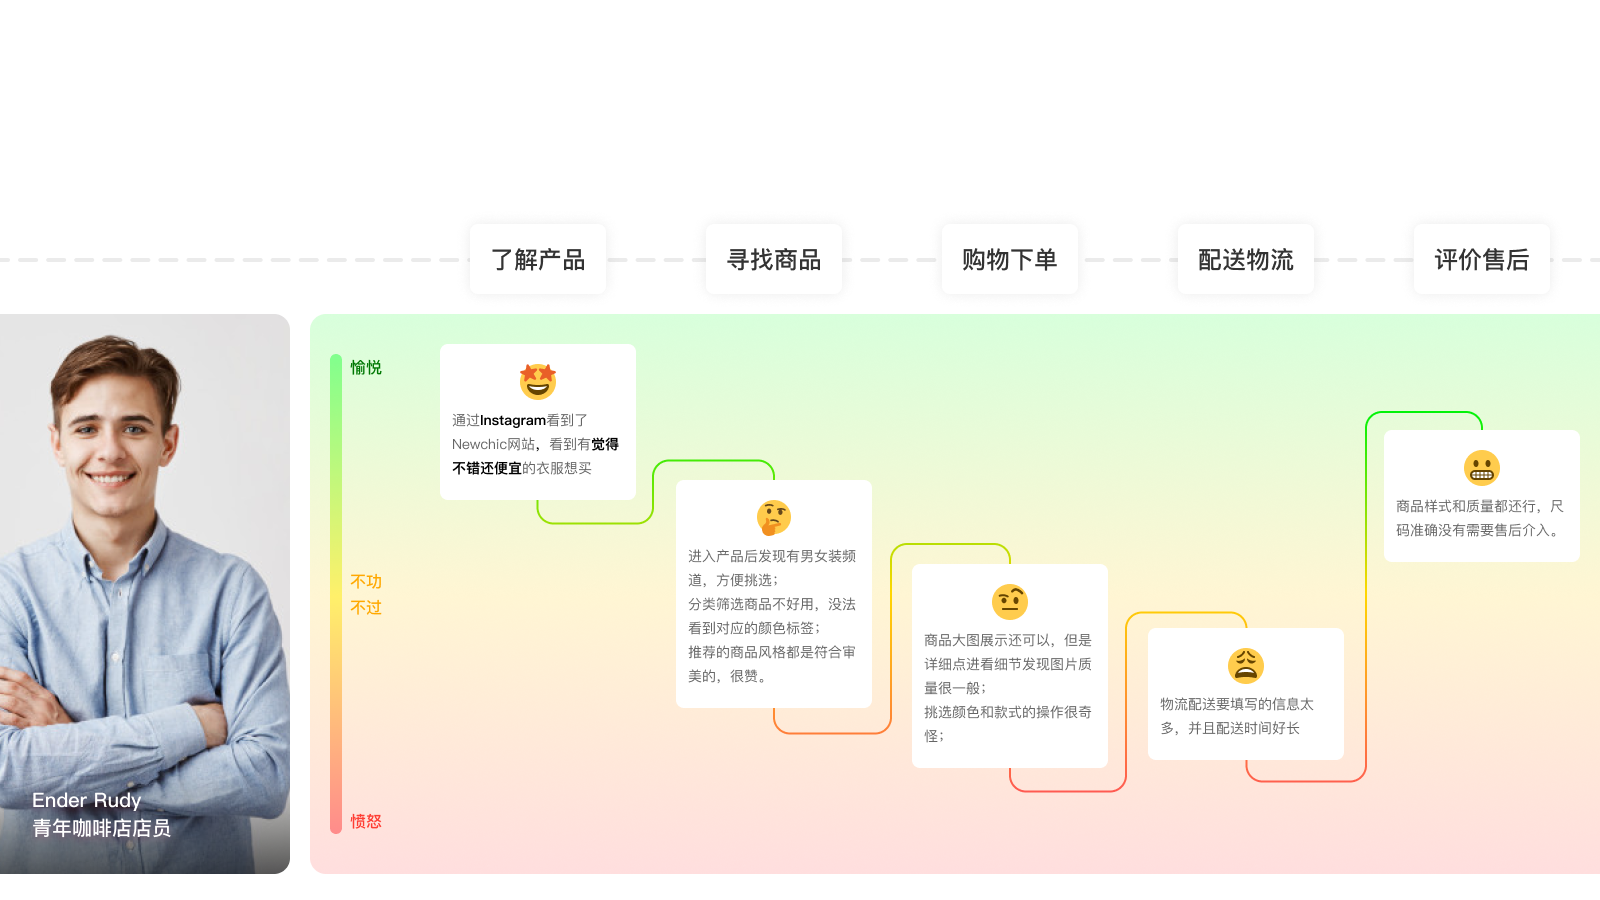 了解产品
寻找商品
购物下单
配送物流
评价售后
愉悦
不功
不过
愤怒
通过Instagram看到了
Newchic网站，看到有觉得
不错还便宜的衣服想买
进入产品后发现有男女装频
道，方便挑选；
分类筛选商品不好用，没法
看到对应的颜色标签；
推荐的商品风格都是符合审
美的，很赞。
商品大图展示还可以，但是
详细点进看细节发现图片质
量很一般；
挑选颜色和款式的操作很奇
怪；
物流配送要填写的信息太
多，并且配送时间好长
商品样式和质量都还行，尺
码准确没有需要售后介入。
Ender Rudy
青年咖啡店店员